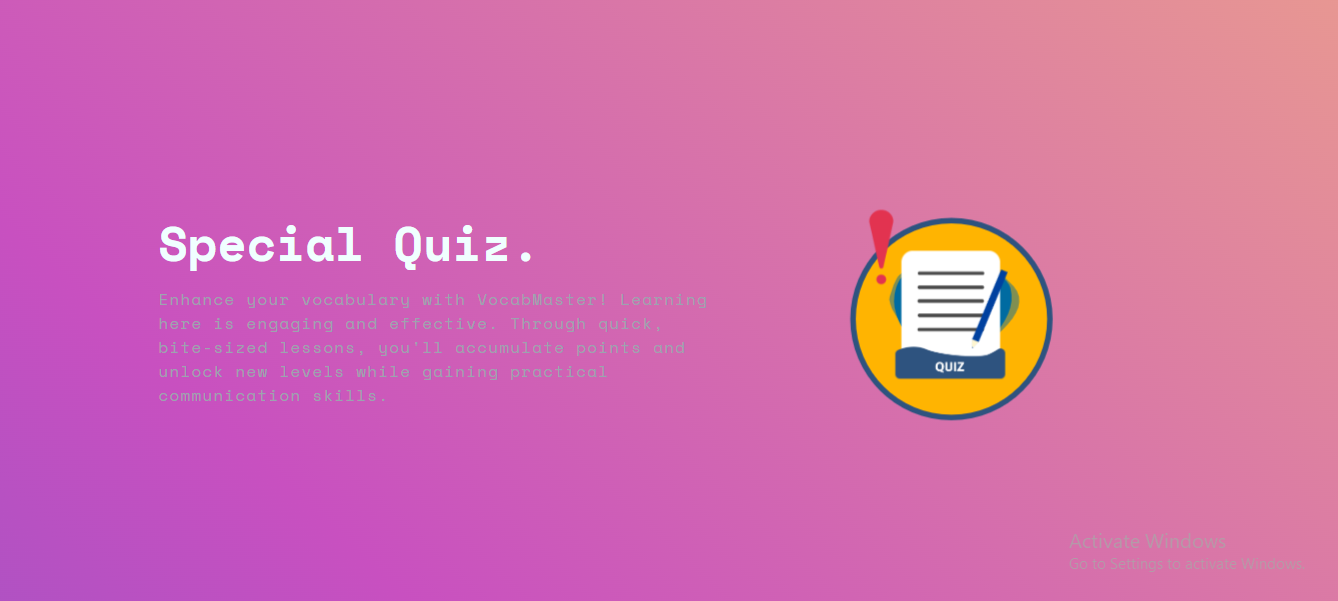 Special Quiz.
Enhance your vocabulary with VocabMaster! Learning
here is engaging and effective. Through quick,
bite-sized lessons, you'll accumulate points and
unlock new levels while gaining practical
communication skills.
QUIZ
Activate Windows
Go to Settings to activate Windows.